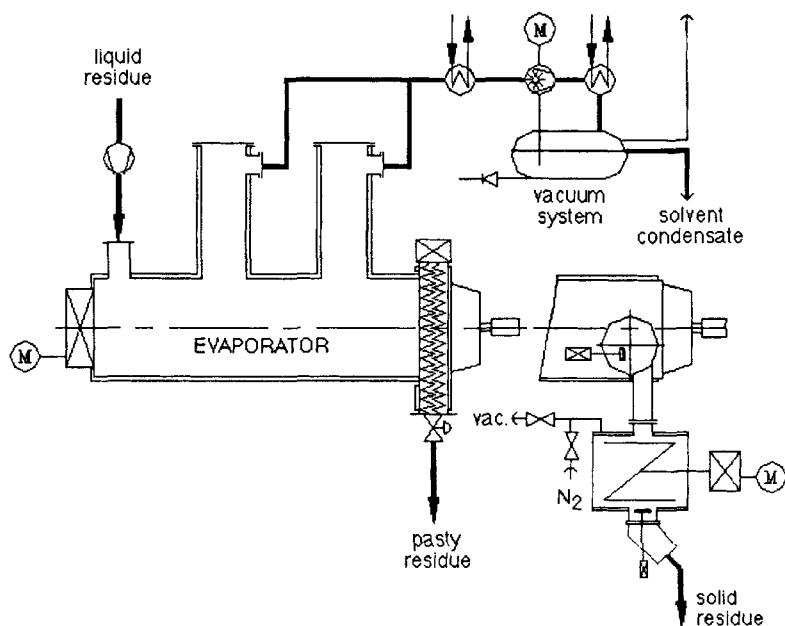 liquid
residue
M
vacuum
system
solvent
condensate
EVAPORATOR
M
vac.
N2
M
pasty
residue
solid
residue